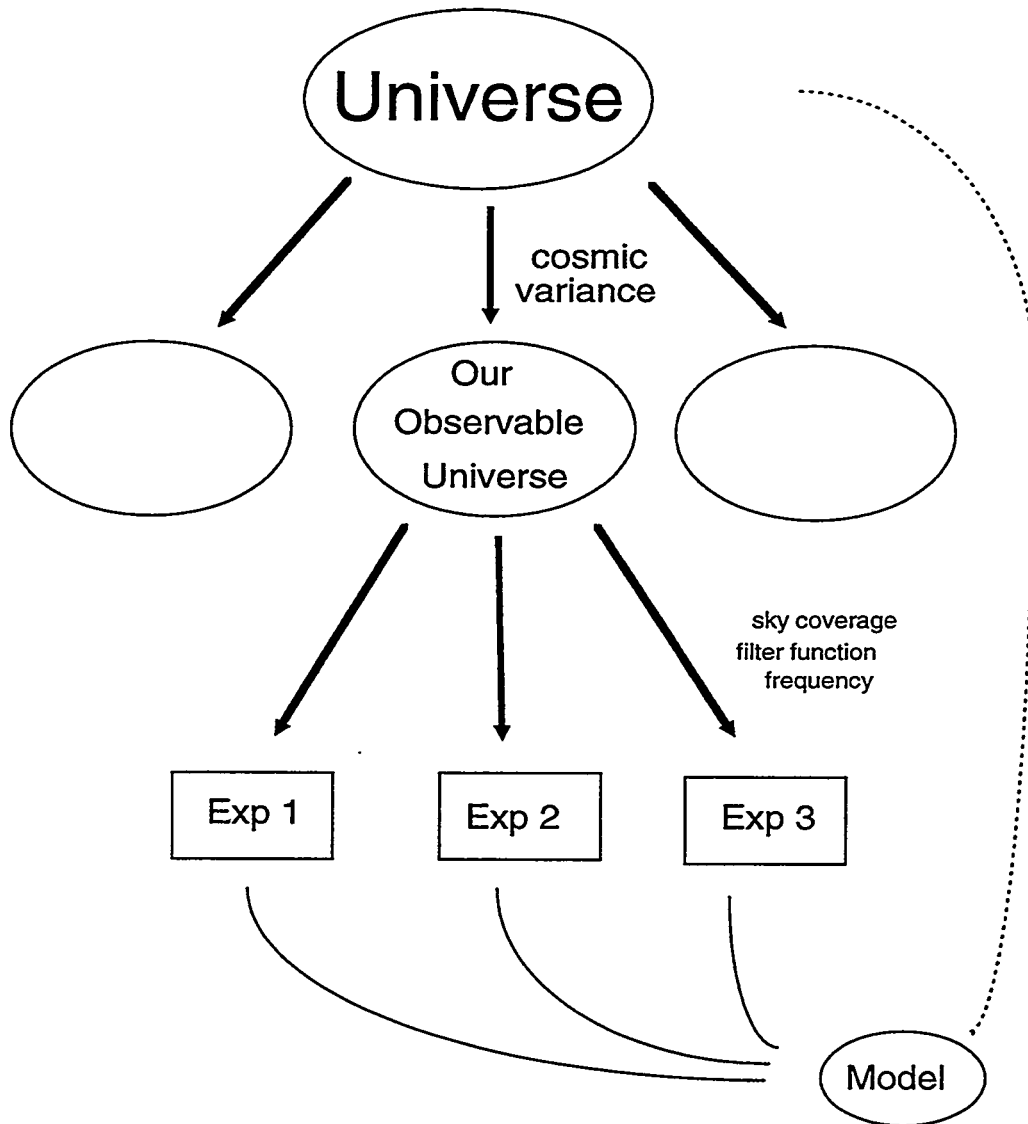 Universe
cosmic
variance
Our
Observable
Universe
sky coverage
filter function
frequency
Exp 1
Exp 2
Exp 3
Model